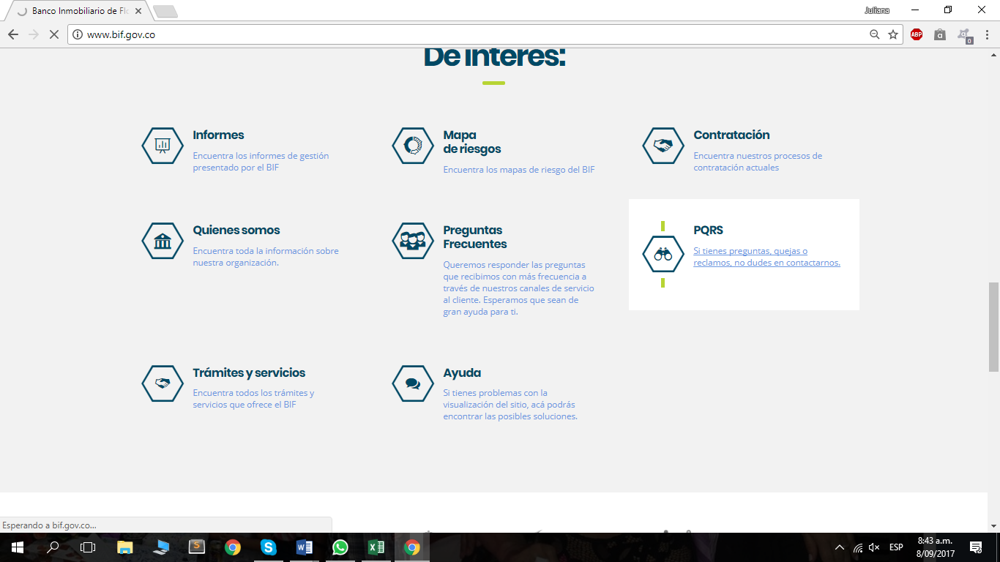 Banco Inmobiliario de Flo
Juliana
www.bif.gov.co
ABP
a
0
De interes:
Informes
Encuentra los informes de gestión
presentado por el BIF
Mapa
de riesgos
Encuentra los mapas de riesgo del BIF
Contratación
Encuentra nuestros procesos de
contratación actuales
Quienes somos
Encuentra toda la información sobre
nuestra organización.
Preguntas
Frecuentes
Queremos responder las preguntas
que recibimos con más frecuencia a
través de nuestros canales de servicio
al cliente. Esperamos que sean de
gran ayuda para ti.
PQRS
Si tienes preguntas, quejas o
reclamos, no dudes en contactarnos.
Trámites y servicios
Encuentra todos los trámites y
servicios que ofrece el BIF
Ayuda
Si tienes problemas con la
visualización del sitio, acá podrás
encontrar las posibles soluciones.
Esperando a bif.gov.co...
ESP
8:43 a.m.
8/09/2017